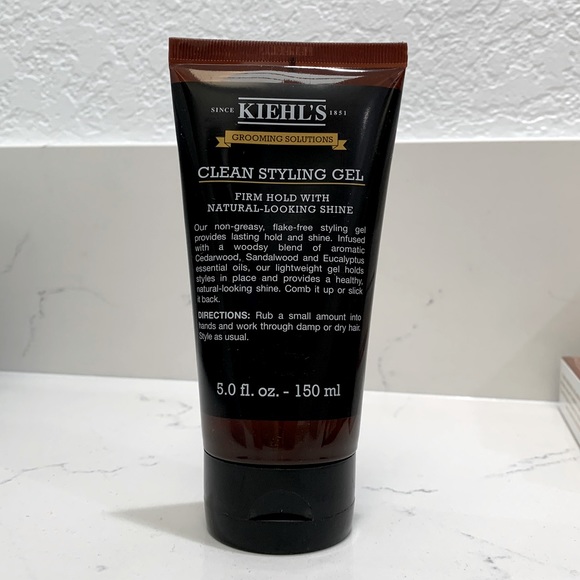 SINCE KIEHL'S 1851
GROOMING SOLUTIONS
CLEAN STYLING GEL
FIRM HOLD WITH
NATURAL-LOOKING SHINE
Our non-greasy, flake-free styling gel
provides lasting hold and shine. Infused
with a woodsy blend of aromatic
Cedarwood, Sandalwood and Eucalyptus
essential oils, our lightweight gel holds
styles in place and provides a healthy,
natural-looking shine. Comb it up or slick
it back.
DIRECTIONS: Rub a small amount into
hands and work through damp or dry hair.
Style as usual.
5.0 fl. oz. - 150 ml